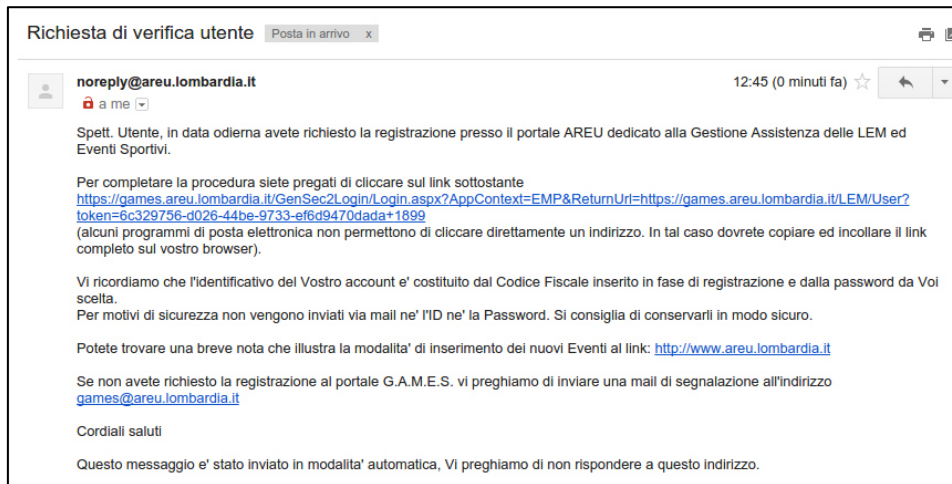 Richiesta di verifica utente Posta in arrivo x
noreply@areu.lombardia.it 12:45 (0 minuti fa)
a me
Spett. Utente, in data odierna avete richiesto la registrazione presso il portale AREU dedicato alla Gestione Assistenza delle LEM ed
Eventi Sportivi.
Per completare la procedura siete pregati di cliccare sul link sottostante
https://games.areu.lombardia.it/GenSec2Login/Login.aspx?AppContext=EMP&ReturnUrl=https://games.areu.lombardia.it/LEM/User?
token=6c329756-d026-44be-9733-ef6d9470dada+1899
(alcuni programmi di posta elettronica non permettono di cliccare direttamente un indirizzo. In tal caso dovrete copiare ed incollare il link
completo sul vostro browser).
Vi ricordiamo che l'identificativo del Vostro account e' costituito dal Codice Fiscale inserito in fase di registrazione e dalla password da Voi
scelta.
Per motivi di sicurezza non vengono inviati via mail ne' l'ID ne' la Password. Si consiglia di conservarli in modo sicuro.
Potete trovare una breve nota che illustra la modalita' di inserimento dei nuovi Eventi al link: http://www.areu.lombardia.it
Se non avete richiesto la registrazione al portale G.A.M.E.S. vi preghiamo di inviare una mail di segnalazione all'indirizzo
games@areu.lombardia.it
Cordiali saluti
Questo messaggio e' stato inviato in modalita' automatica, Vi preghiamo di non rispondere a questo indirizzo.